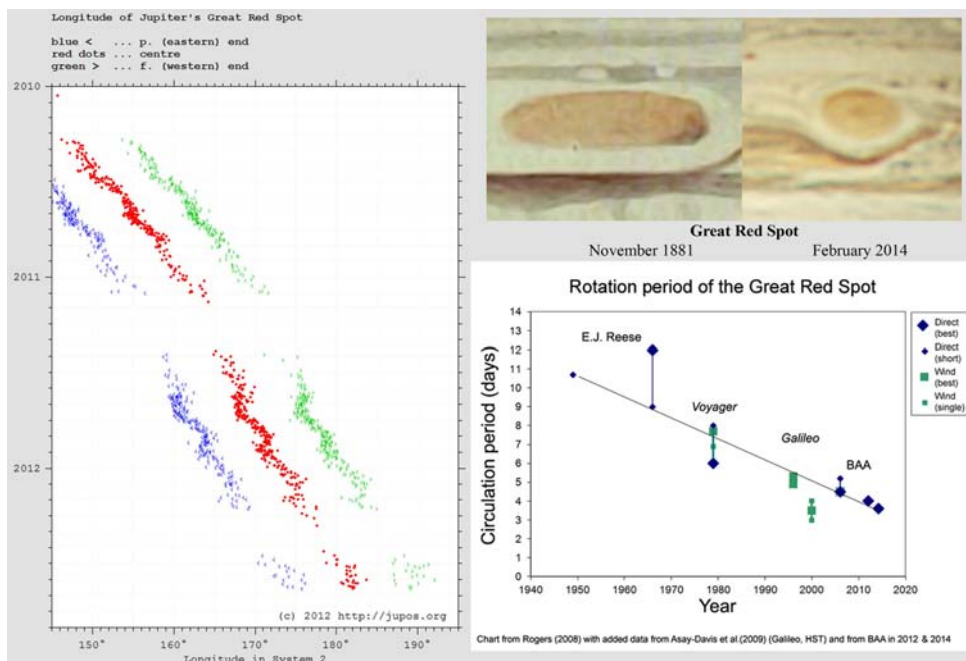 Longitude of Jupiter's Great Red Spot
blue < ... p. (eastern) end
red dots ... centre
green > ... f. (western) end
2010
2011
2012
150°
160°
170°
180°
190°
Longitude in System 2
(c) 2012 http://jupos.org
Great Red Spot
November 1881
February 2014
Rotation period of the Great Red Spot
Circulation period (days)
14
13
12
11
10
9
8
7
6
5
4
3
2
1
0
E.J. Reese
Voyager
Galileo
BAA
1940
1950
1960
1970
1980
1990
2000
2010
2020
Year
Direct
(best)
Direct
(short)
Wind
(best)
Wind
(single)
Chart from Rogers (2008) with added data from Asay-Davis et al.(2009) (Galileo, HST) and from BAA in 2012 & 2014